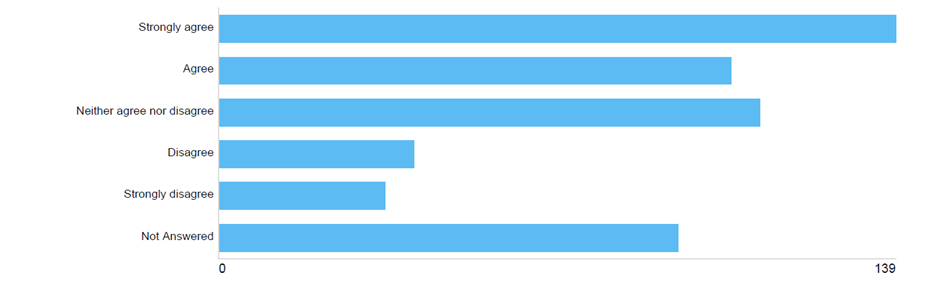 Strongly agree
Agree
Neither agree nor disagree
Disagree
Strongly disagree
Not Answered
0 139